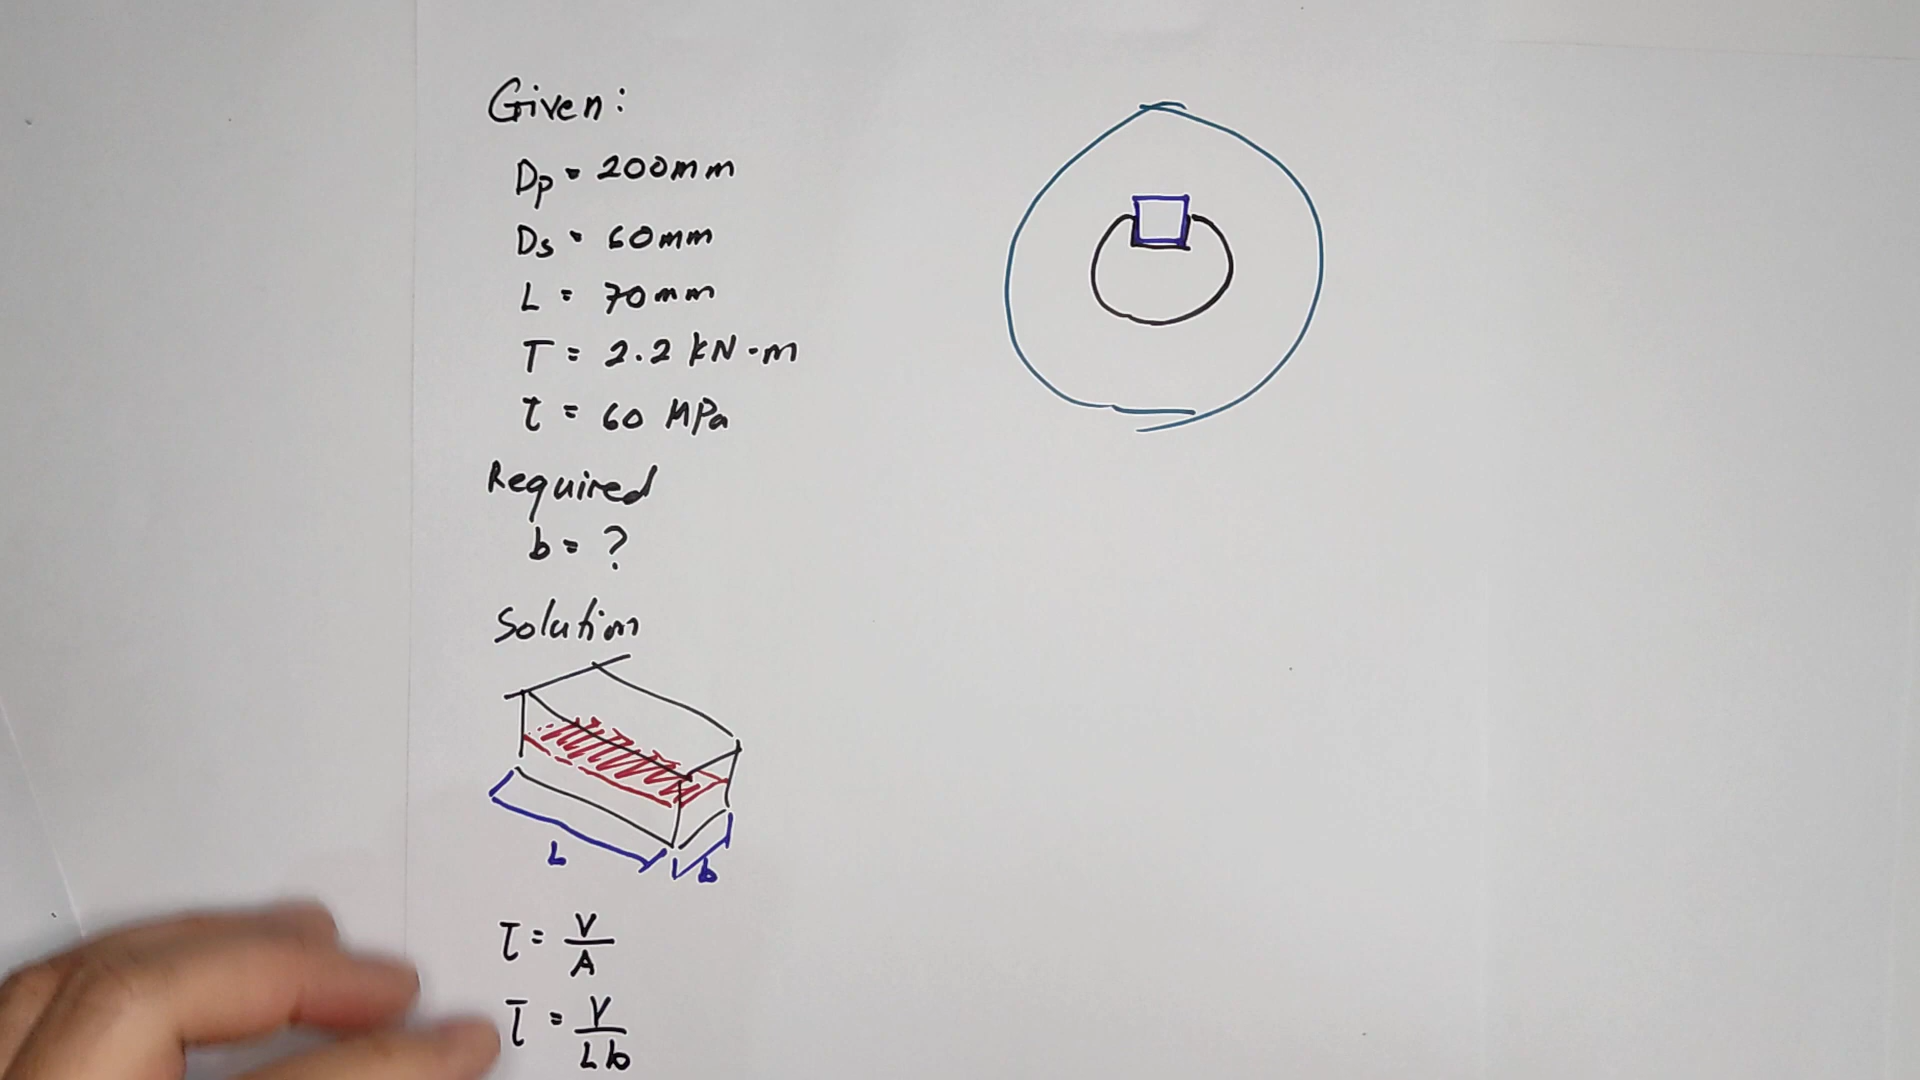 Given:
Dp = 200mm
Ds = 60mm
L = 70mm
T = 2.2 kN·m
τ = 60 MPa
Required
b = ?
Solution
L b
τ = V/A
τ = V/Lb